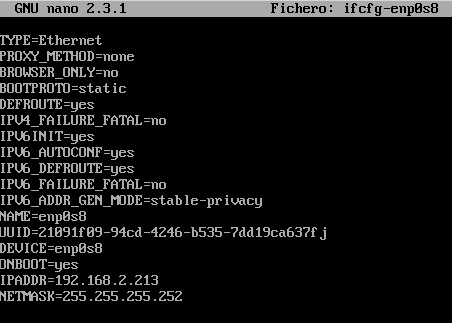 GNU nano 2.3.1 Fichero: ifcfg-enp0s8
TYPE=Ethernet
PROXY_METHOD=none
BROWSER_ONLY=no
BOOTPROTO=static
DEFROUTE=yes
IPV4_FAILURE_FATAL=no
IPV6INIT=yes
IPV6_AUTOCONF=yes
IPV6_DEFROUTE=yes
IPV6_FAILURE_FATAL=no
IPV6_ADDR_GEN_MODE=stable-privacy
NAME=enp0s8
UUID=21091f09-94cd-4246-b535-7dd19ca637fj
DEVICE=enp0s8
ONBOOT=yes
IPADDR=192.168.2.213
NETMASK=255.255.255.252